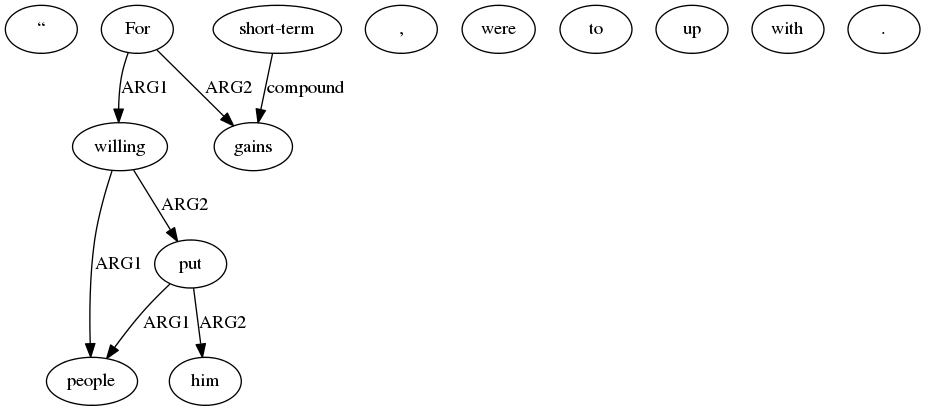 “ For short-term , were to up with .
ARG1 ARG2 compound
willing gains
ARG2
put
ARG1
ARG1 ARG2
people him